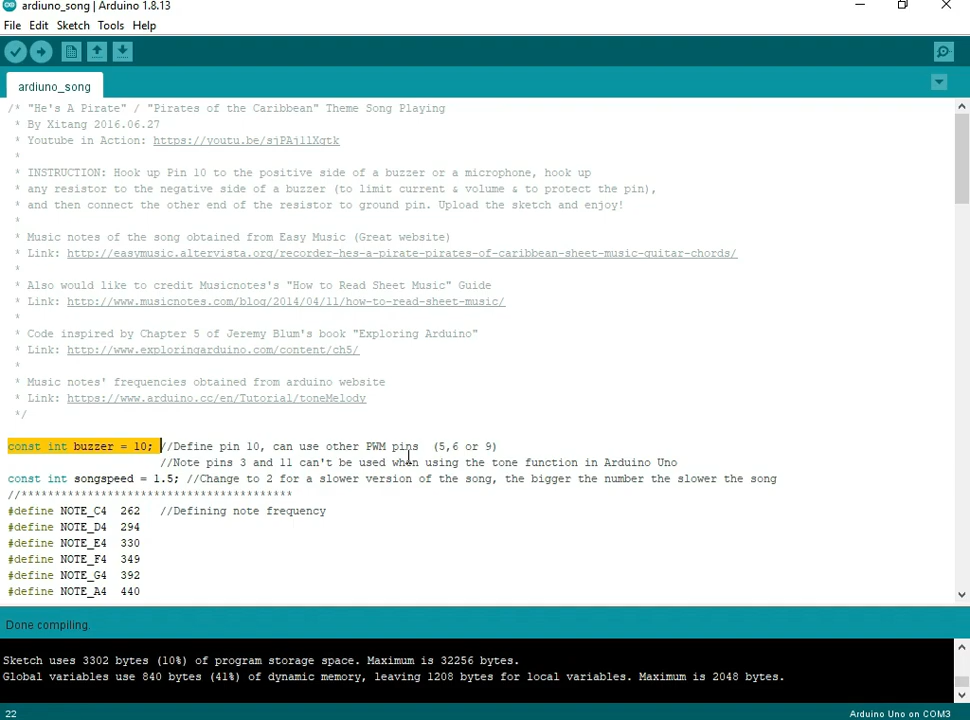 ardiuno_song | Arduino 1.8.13
File Edit Sketch Tools Help
ardiuno_song
/* "He's A Pirate" / "Pirates of the Caribbean" Theme Song Playing
* By Xitang 2016.06.27
* Youtube in Action: https://youtu.be/sjPAjllXgtk
*
* INSTRUCTION: Hook up Pin 10 to the positive side of a buzzer or a microphone, hook up
* any resistor to the negative side of a buzzer (to limit current & volume & to protect the pin),
* and then connect the other end of the resistor to ground pin. Upload the sketch and enjoy!
*
* Music notes of the song obtained from Easy Music (Great website)
* Link: http://easymusic.altervista.org/recorder-hes-a-pirate-pirates-of-caribbean-sheet-music-guitar-chords/
*
* Also would like to credit Musicnotes's "How to Read Sheet Music" Guide
* Link: http://www.musicnotes.com/blog/2014/04/11/how-to-read-sheet-music/
*
* Code inspired by Chapter 5 of Jeremy Blum's book "Exploring Arduino"
* Link: http://www.exploringarduino.com/content/ch5/
*
* Music notes' frequencies obtained from arduino website
* Link: https://www.arduino.cc/en/Tutorial/toneMelody
*/
const int buzzer = 10; //Define pin 10, can use other PWM pins  (5,6 or 9)
//Note pins 3 and 11 can't be used when using the tone function in Arduino Uno
const int songspeed = 1.5; //Change to 2 for a slower version of the song, the bigger the number the slower the song
//*****************************************
#define NOTE_C4  262  //Defining note frequency
#define NOTE_D4  294
#define NOTE_E4  330
#define NOTE_F4  349
#define NOTE_G4  392
#define NOTE_A4  440
Done compiling.
Sketch uses 3302 bytes (10%) of program storage space. Maximum is 32256 bytes.
Global variables use 840 bytes (41%) of dynamic memory, leaving 1208 bytes for local variables. Maximum is 2048 bytes.
22 Arduino Uno on COM3